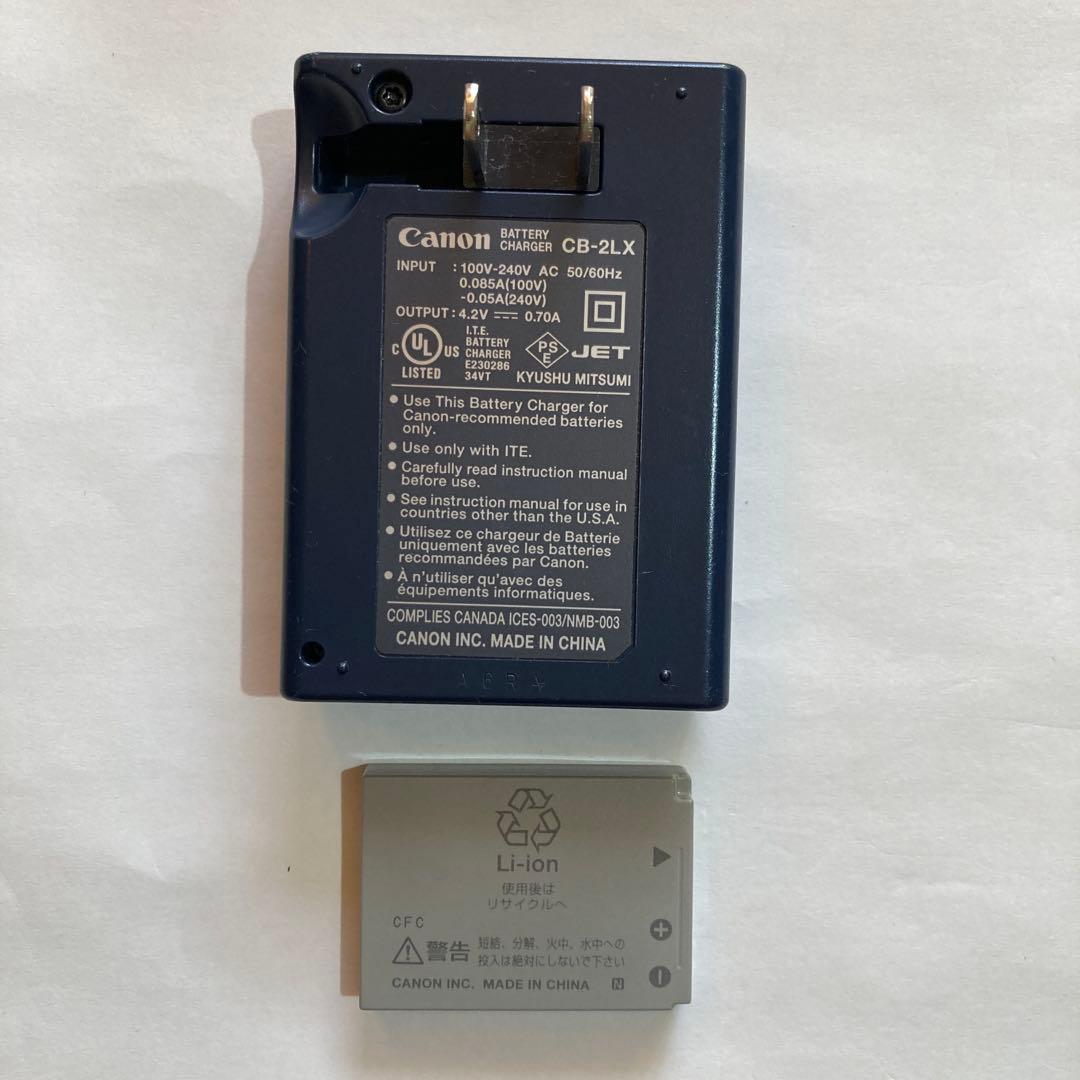 Canon BATTERY CHARGER CB-2LX
INPUT : 100V-240V AC 50/60Hz
0.085A(100V)
-0.05A(240V)
OUTPUT : 4.2V ⎓ 0.70A
C UL US
LISTED
I.T.E.
BATTERY
CHARGER
E230286
34VT
PS
E
JET
KYUSHU MITSUMI
● Use This Battery Charger for
Canon-recommended batteries
only.
● Use only with ITE.
● Carefully read instruction manual
before use.
● See instruction manual for use in
countries other than the U.S.A.
● Utilisez ce chargeur de Batterie
uniquement avec les batteries
recommandées par Canon.
● À n'utiliser qu'avec des
équipements informatiques.
COMPLIES CANADA ICES-003/NMB-003
CANON INC. MADE IN CHINA
Li-ion
使用後は
リサイクルへ
CFC
警告 短絡、分解、火中、水中への
投入は絶対にしないで下さい
CANON INC. MADE IN CHINA N